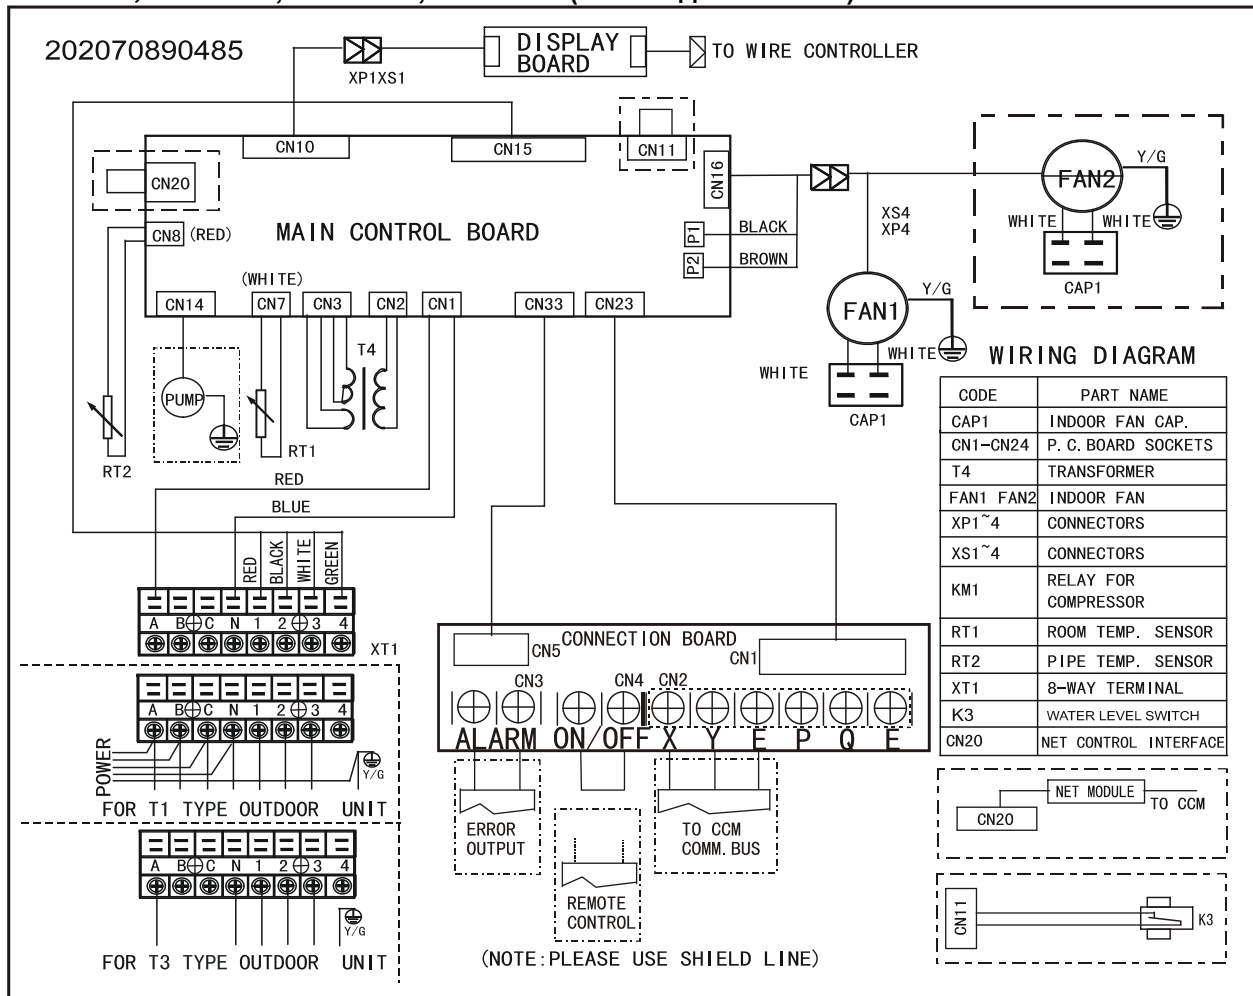 202070890485
XP1XS1
DISPLAY
BOARD
TO WIRE CONTROLLER
CN10
CN15
CN11
CN16
CN20
CN8 (RED)
MAIN CONTROL BOARD
P1
BLACK
P2
BROWN
XS4
XP4
FAN2
Y/G
WHITE
WHITE
CAP1
(WHITE)
CN14
CN7
CN3
CN2
CN1
CN33
CN23
FAN1
Y/G
WHITE
WHITE
CAP1
T4
PUMP
RT2
RT1
RED
BLUE
RED
BLACK
WHITE
GREEN
A B C N 1 2 3 4
XT1
A B C N 1 2 3 4
POWER
Y/G
FOR T1 TYPE OUTDOOR UNIT
A B C N 1 2 3 4
Y/G
FOR T3 TYPE OUTDOOR UNIT
CONNECTION BOARD
CN5
CN1
CN3
CN4
CN2
ALARM ON/OFF X Y E P Q E
ERROR
OUTPUT
REMOTE
CONTROL
TO CCM
COMM. BUS
(NOTE:PLEASE USE SHIELD LINE)
WIRING DIAGRAM
CODE PART NAME
CAP1 INDOOR FAN CAP.
CN1-CN24 P.C.BOARD SOCKETS
T4 TRANSFORMER
FAN1 FAN2 INDOOR FAN
XP1~4 CONNECTORS
XS1~4 CONNECTORS
KM1 RELAY FOR
COMPRESSOR
RT1 ROOM TEMP. SENSOR
RT2 PIPE TEMP. SENSOR
XT1 8-WAY TERMINAL
K3 WATER LEVEL SWITCH
CN20 NET CONTROL INTERFACE
NET MODULE
TO CCM
CN20
CN11
K3